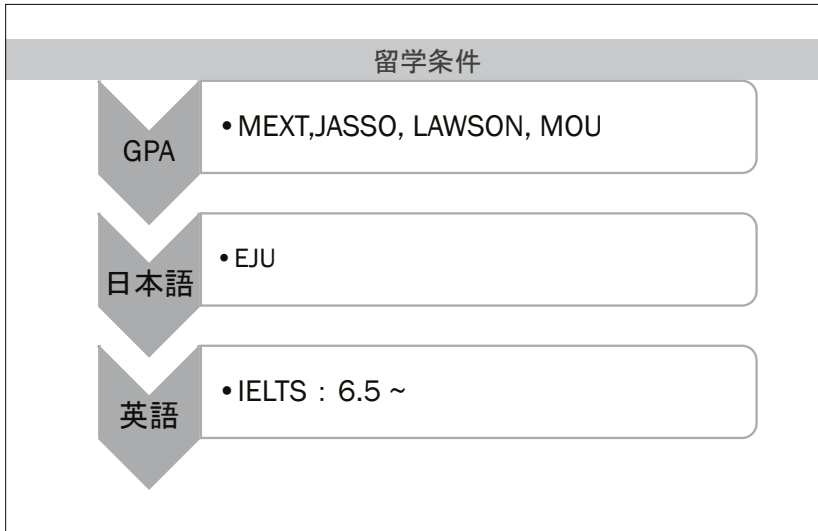 留学条件
GPA
•MEXT,JASSO, LAWSON, MOU
日本語
•EJU
英語
•IELTS：6.5 ~